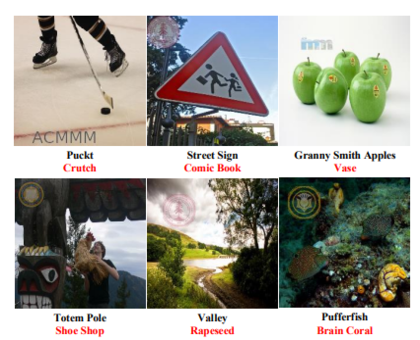 ACMMM
Puckt
Crutch
Street Sign
Comic Book
Granny Smith Apples
Vase
Totem Pole
Shoe Shop
Valley
Rapeseed
Pufferfish
Brain Coral